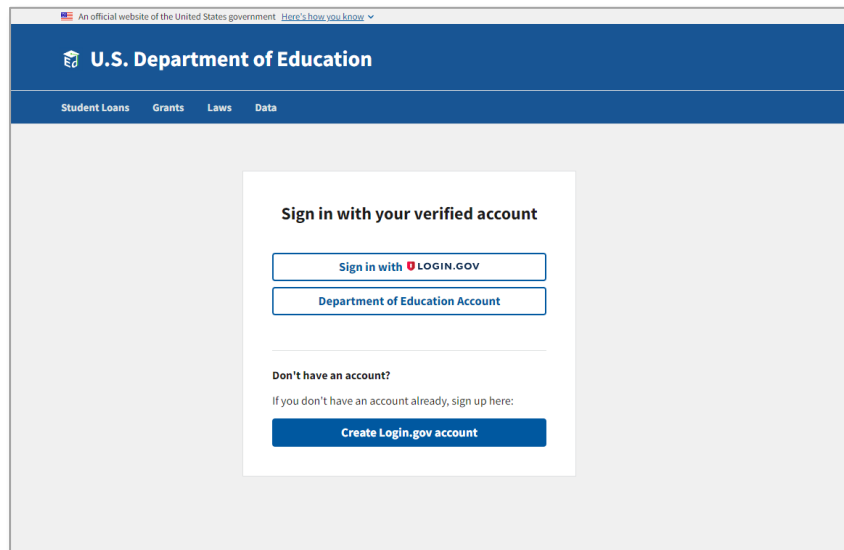 An official website of the United States government Here's how you know
U.S. Department of Education
Student Loans Grants Laws Data
Sign in with your verified account
Sign in with LOGIN.GOV
Department of Education Account
Don't have an account?
If you don't have an account already, sign up here:
Create Login.gov account